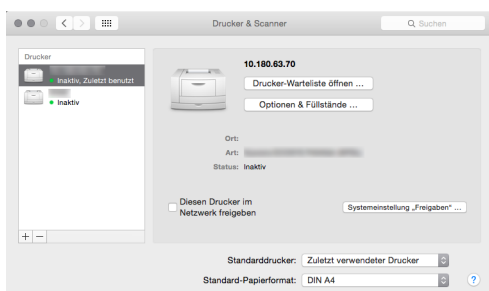 Drucker & Scanner
Suchen
Drucker
Inaktiv, Zuletzt benutzt
Inaktiv
10.180.63.70
Drucker-Warteliste öffnen ...
Optionen & Füllstände ...
Ort:
Art:
Status: Inaktiv
Diesen Drucker im
Netzwerk freigeben
Systemeinstellung „Freigaben“ ...
+ −
Standarddrucker: Zuletzt verwendeter Drucker
Standard-Papierformat: DIN A4
?